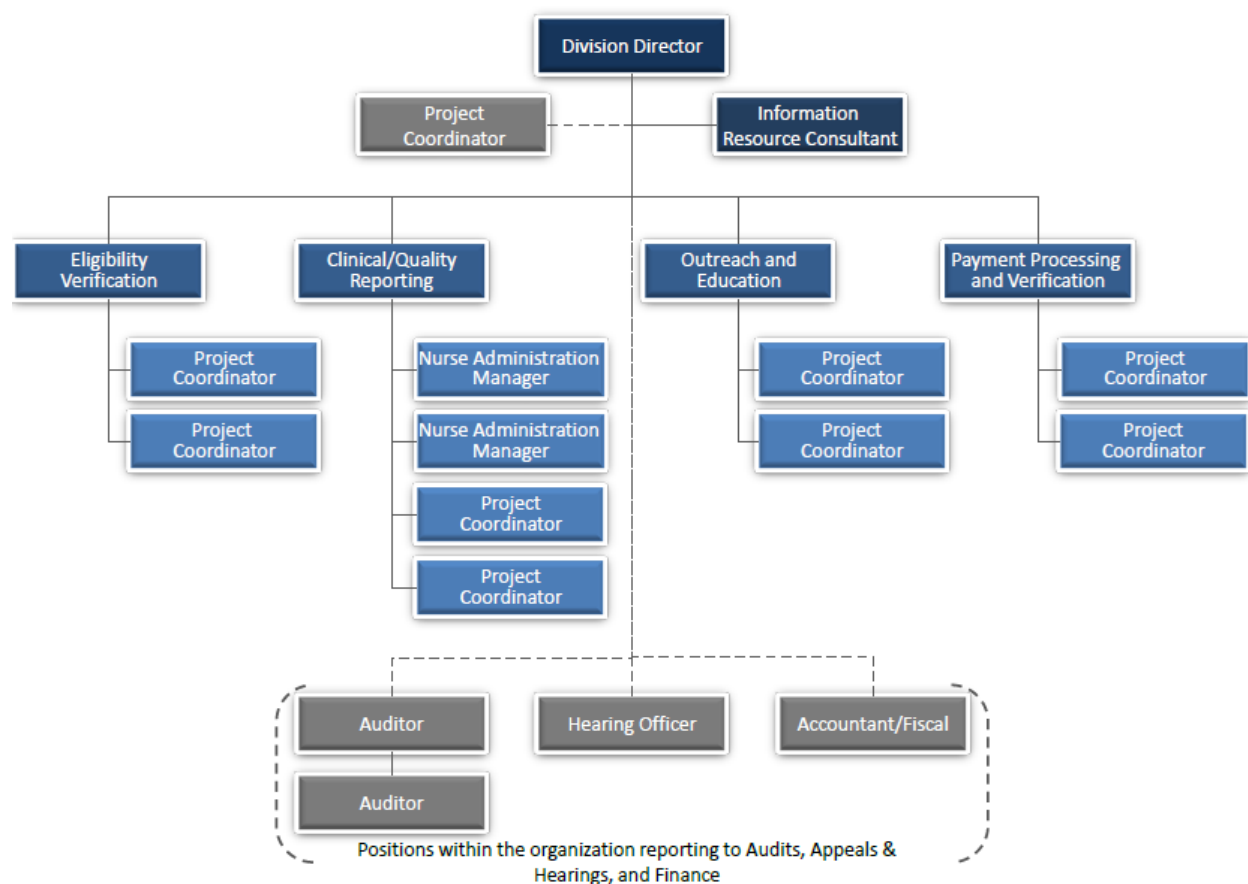 Division Director
Project
Coordinator
Information
Resource Consultant
Eligibility
Verification
Clinical/Quality
Reporting
Outreach and
Education
Payment Processing
and Verification
Project
Coordinator
Project
Coordinator
Nurse Administration
Manager
Nurse Administration
Manager
Project
Coordinator
Project
Coordinator
Project
Coordinator
Project
Coordinator
Project
Coordinator
Project
Coordinator
Auditor
Hearing Officer
Accountant/Fiscal
Auditor
Positions within the organization reporting to Audits, Appeals &
Hearings, and Finance